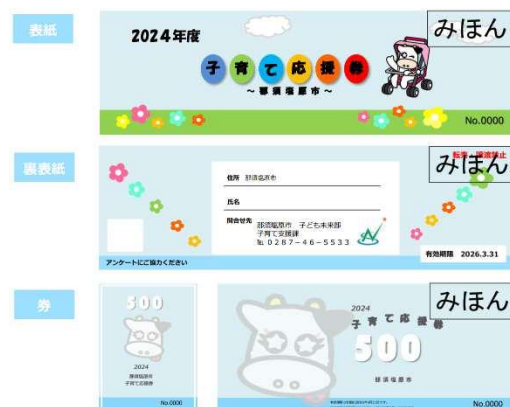 表紙
2024年度
みほん
子育て応援券
～那須塩原市～
No.0000
裏表紙
転売・譲渡禁止
みほん
住所 那須塩原市
氏名
問合せ先 那須塩原市 子ども未来部
子育て支援課
℡ 0287-46-5533
有効期限 2026.3.31
アンケートにご協力ください
券
500
2024
那須塩原市
子育て応援券
No.0000
みほん
2024
子育て応援券
500
那須塩原市
No.0000